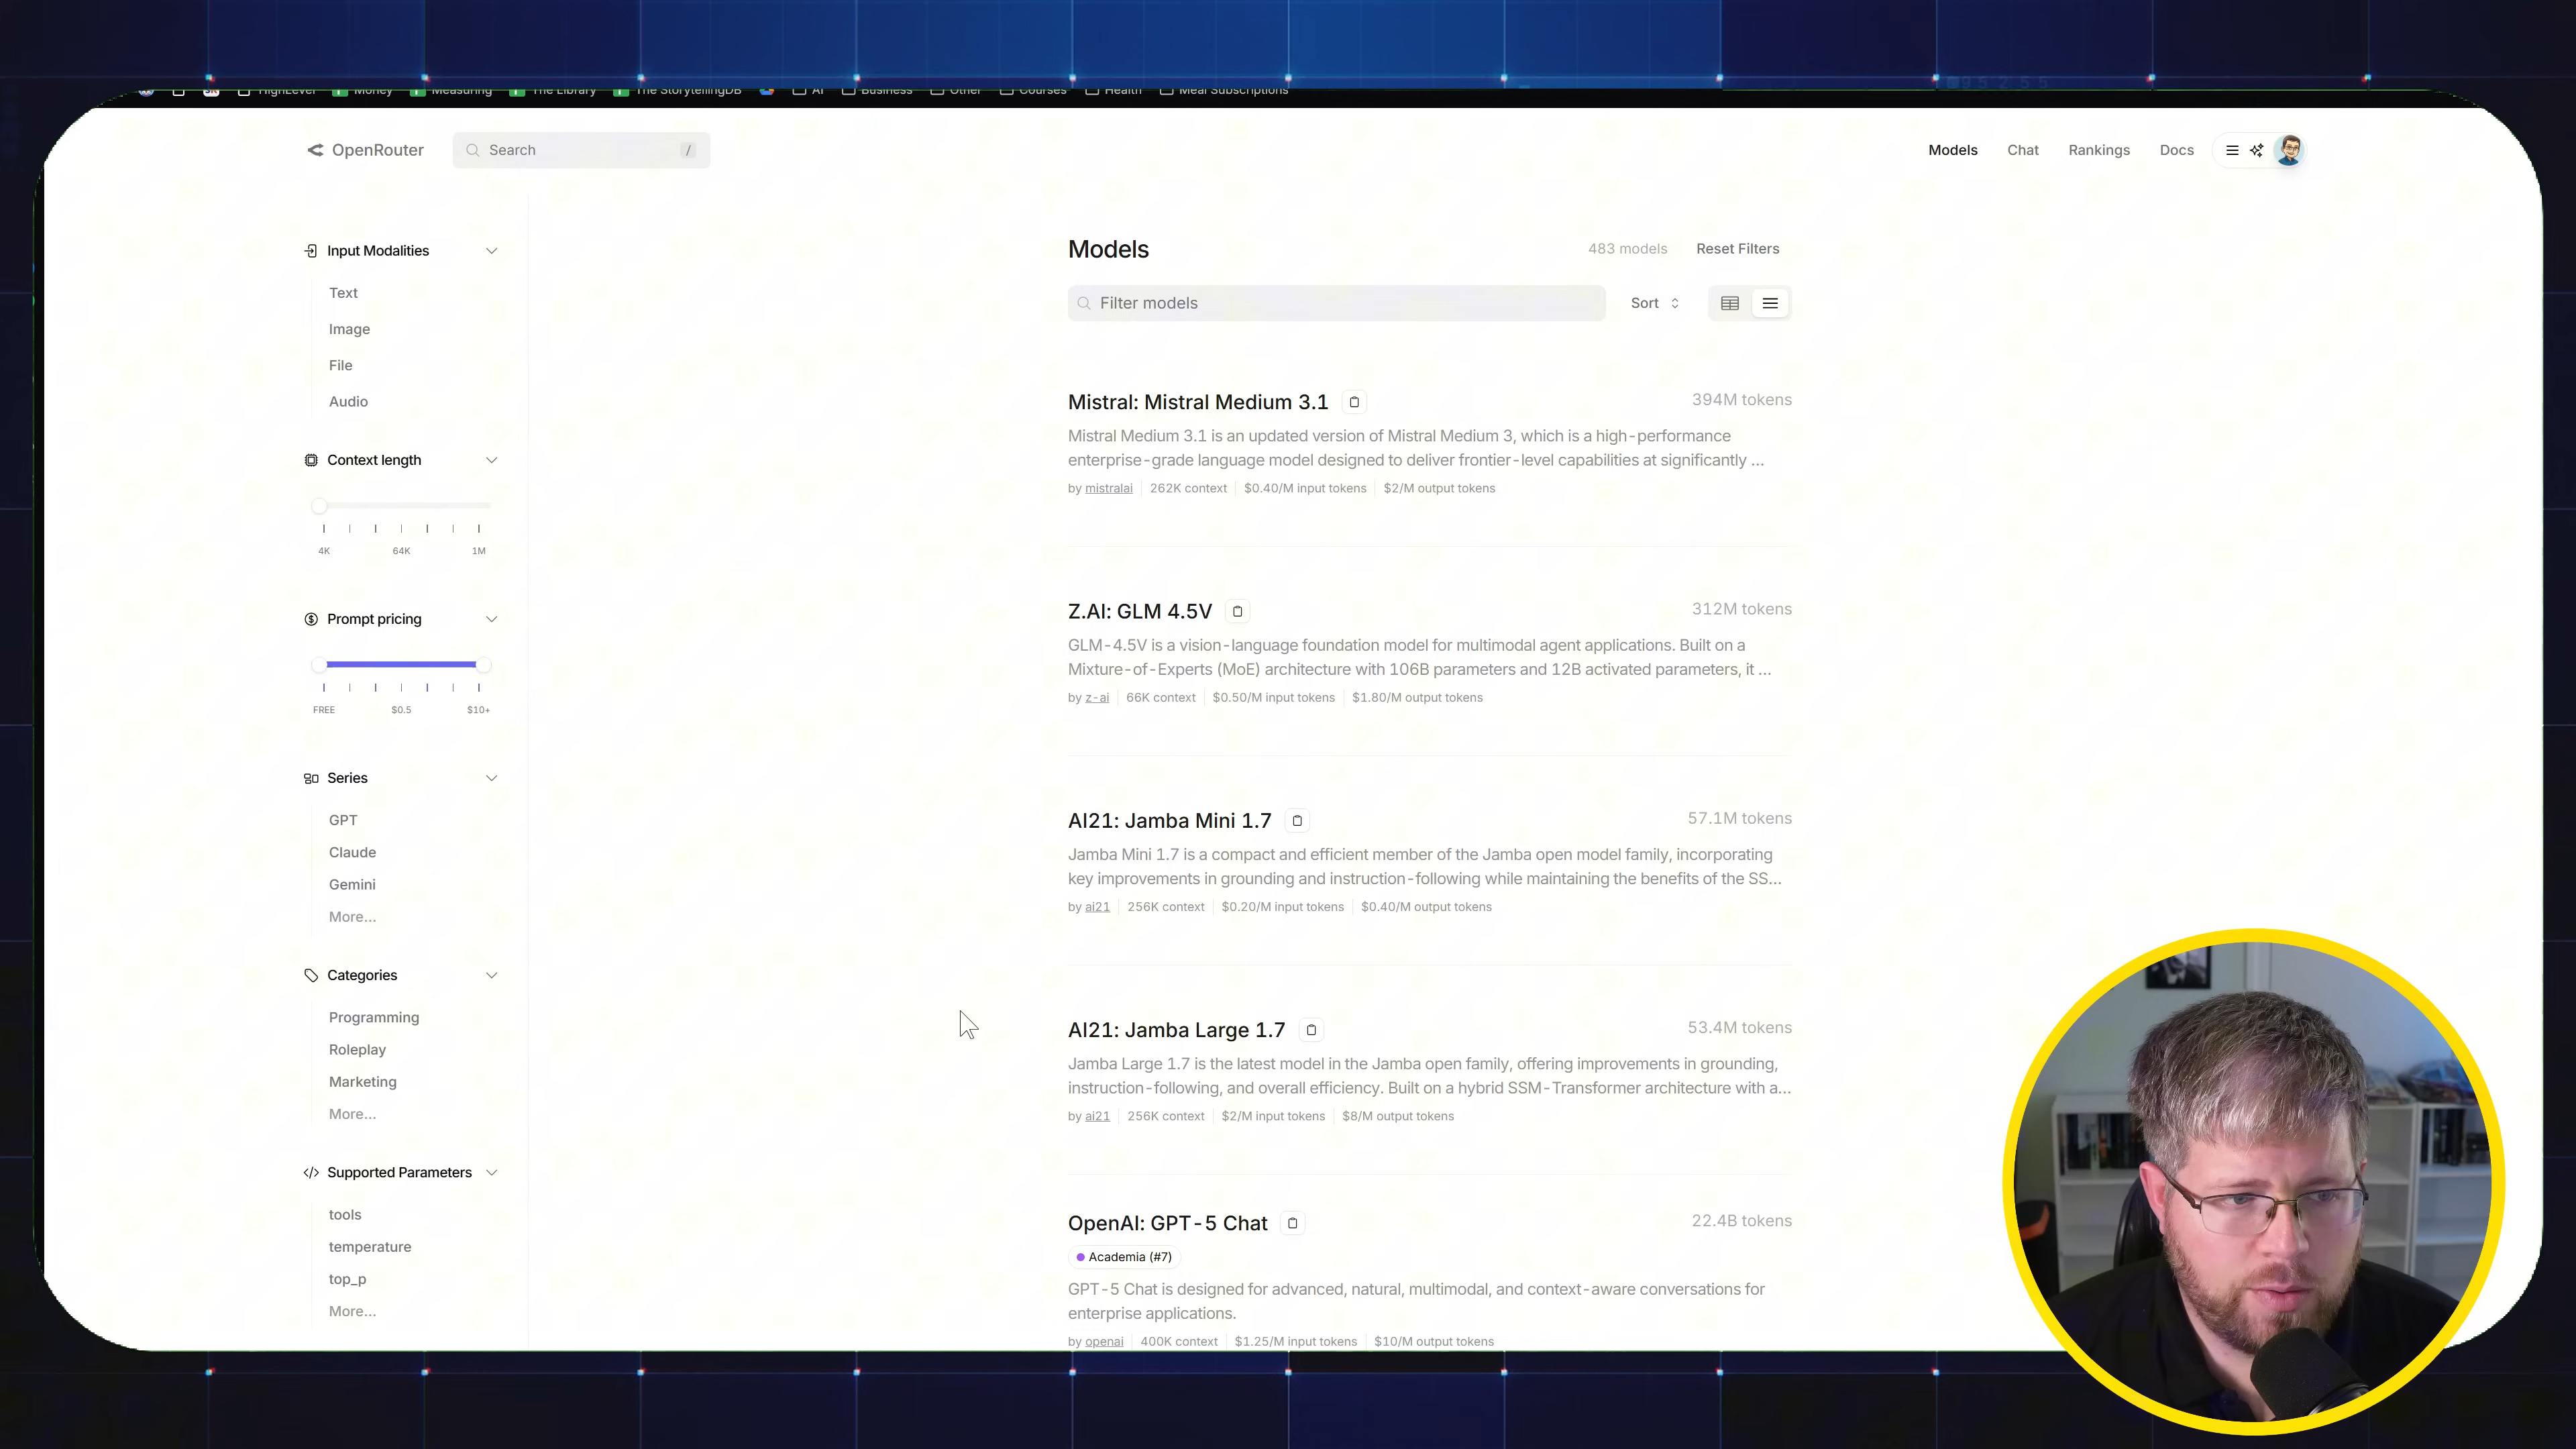 HighLevel Money Measuring The Library The StorytellingDB AI Business Other Courses Health Meal Subscriptions
OpenRouter Search / Models Chat Rankings Docs
Input Modalities
Text
Image
File
Audio
Context length
4K 64K 1M
Prompt pricing
FREE $0.5 $10+
Series
GPT
Claude
Gemini
More...
Categories
Programming
Roleplay
Marketing
More...
Supported Parameters
tools
temperature
top_p
More...
Models 483 models Reset Filters
Filter models Sort
Mistral: Mistral Medium 3.1 394M tokens
Mistral Medium 3.1 is an updated version of Mistral Medium 3, which is a high-performance
enterprise-grade language model designed to deliver frontier-level capabilities at significantly ...
by mistralai 262K context $0.40/M input tokens $2/M output tokens
Z.AI: GLM 4.5V 312M tokens
GLM-4.5V is a vision-language foundation model for multimodal agent applications. Built on a
Mixture-of-Experts (MoE) architecture with 106B parameters and 12B activated parameters, it ...
by z-ai 66K context $0.50/M input tokens $1.80/M output tokens
AI21: Jamba Mini 1.7 57.1M tokens
Jamba Mini 1.7 is a compact and efficient member of the Jamba open model family, incorporating
key improvements in grounding and instruction-following while maintaining the benefits of the SS...
by ai21 256K context $0.20/M input tokens $0.40/M output tokens
AI21: Jamba Large 1.7 53.4M tokens
Jamba Large 1.7 is the latest model in the Jamba open family, offering improvements in grounding,
instruction-following, and overall efficiency. Built on a hybrid SSM-Transformer architecture with a...
by ai21 256K context $2/M input tokens $8/M output tokens
OpenAI: GPT-5 Chat 22.4B tokens
Academia (#7)
GPT-5 Chat is designed for advanced, natural, multimodal, and context-aware conversations for
enterprise applications.
by openai 400K context $1.25/M input tokens $10/M output tokens